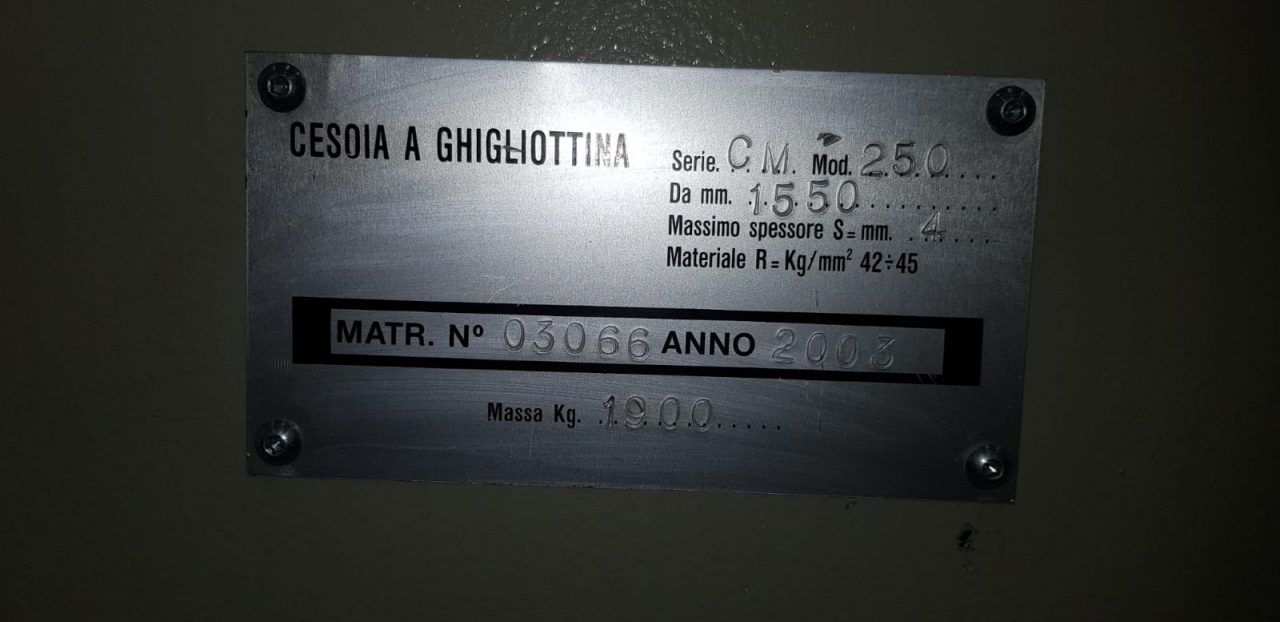 CESOIA A GHIGLIOTTINA
Serie. C M. Mod. 250
Da mm. 1550
Massimo spessore S = mm. 4
Materiale R = Kg/mm² 42÷45
MATR. Nº 03066 ANNO 2003
Massa Kg. 1900